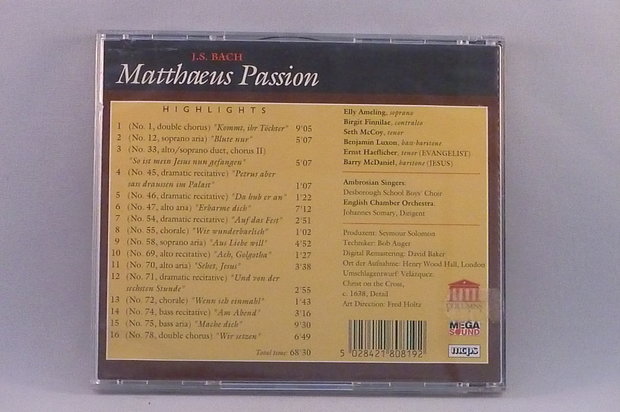 J.S. BACH
Matthæus Passion
HIGHLIGHTS
1 (No. 1, double chorus) "Kommt, ihr Töchter" 9'05
2 (No. 12, soprano aria) "Blute nur" 5'07
3 (No. 33, alto/soprano duet, chorus II)
"So ist mein Jesus nun gefangen" 5'07
4 (No. 45, dramatic recitative) "Petrus aber
sass draussen im Palast" 1'07
5 (No. 46, dramatic recitative) "Da hub er an" 1'22
6 (No. 47, alto aria) "Erbarme dich" 7'12
7 (No. 54, dramatic recitative) "Auf das Fest" 2'51
8 (No. 55, chorale) "Wie wunderbarlich" 1'02
9 (No. 58, soprano aria) "Aus Liebe will" 4'52
10 (No. 69, alto recitative) "Ach, Golgatha" 1'27
11 (No. 70, alto aria) "Sehet, Jesus" 3'38
12 (No. 71, dramatic recitative) "Und von der
sechsten Stunde" 2'55
13 (No. 72, chorale) "Wenn ich einmahl" 1'43
14 (No. 74, bass recitative) "Am Abend" 3'16
15 (No. 75, bass aria) "Mache dich" 9'30
16 (No. 78, double chorus) "Wir setzen" 6'49
Total time: 68'30
Elly Ameling, soprano
Birgit Finnilae, contralto
Seth McCoy, tenor
Benjamin Luxon, bass-baritone
Ernst Haefliger, tenor (EVANGELIST)
Barry McDaniel, baritone (JESUS)
Ambrosian Singers
Desborough School Boys' Choir
English Chamber Orchestra
Johannes Somary, Dirigent
Produzent: Seymour Solomon
Techniker: Bob Auger
Digital Remastering: David Baker
Ort der Aufnahme: Henry Wood Hall, London
Umschlagentwurf: Velazquez:
Christ on the Cross,
c. 1638, Detail
Art Direction: Fred Holtz
MEGA
SOUND
mcps
5 028421 808192